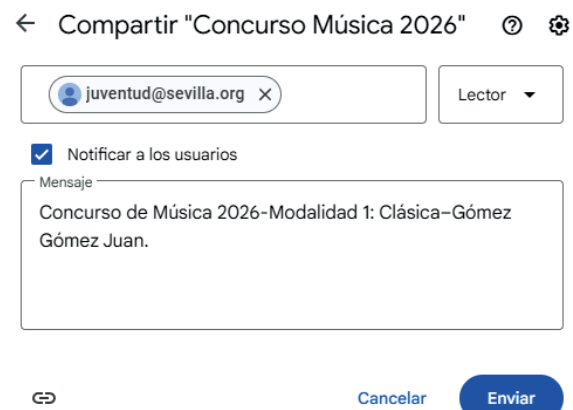 Compartir "Concurso Música 2026"
juventud@sevilla.org
Lector
Notificar a los usuarios
Mensaje
Concurso de Música 2026-Modalidad 1: Clásica–Gómez
Gómez Juan.
Cancelar
Enviar